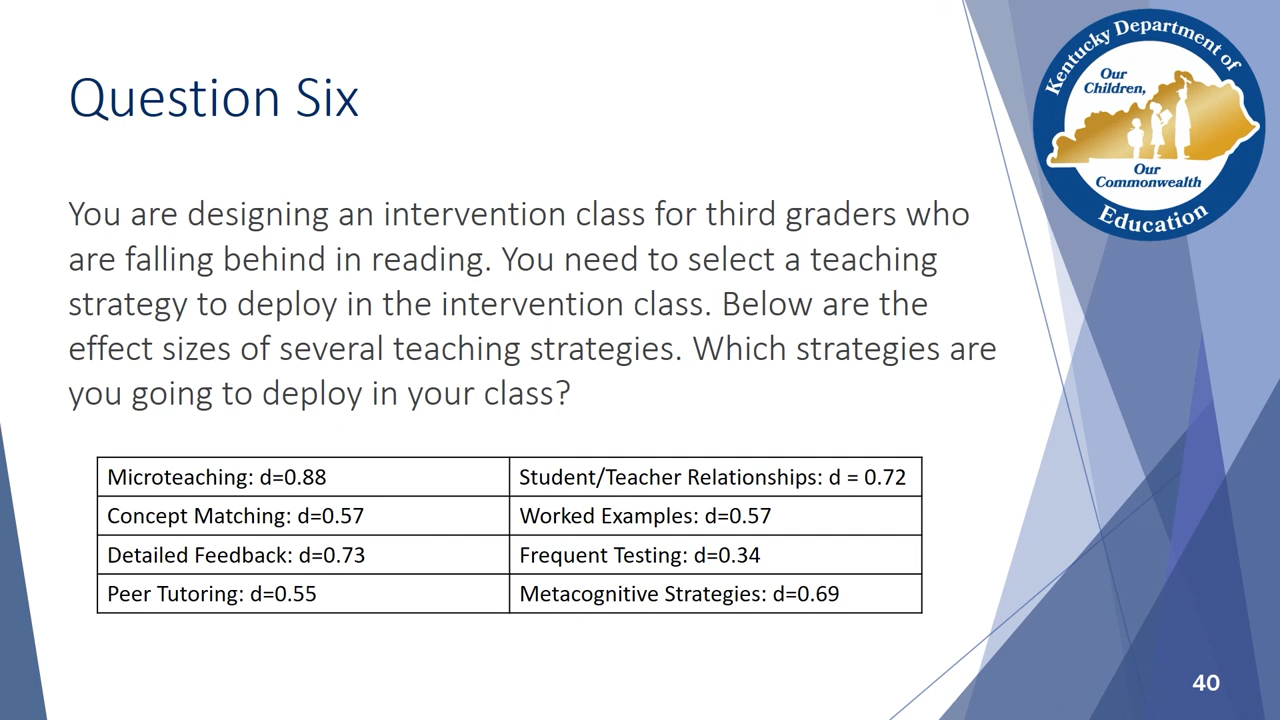 Question Six
Kentucky Department of
Our
Children,
Our
Commonwealth
Education
You are designing an intervention class for third graders who
are falling behind in reading. You need to select a teaching
strategy to deploy in the intervention class. Below are the
effect sizes of several teaching strategies. Which strategies are
you going to deploy in your class?
Microteaching: d=0.88
Student/Teacher Relationships: d = 0.72
Concept Matching: d=0.57
Worked Examples: d=0.57
Detailed Feedback: d=0.73
Frequent Testing: d=0.34
Peer Tutoring: d=0.55
Metacognitive Strategies: d=0.69
40